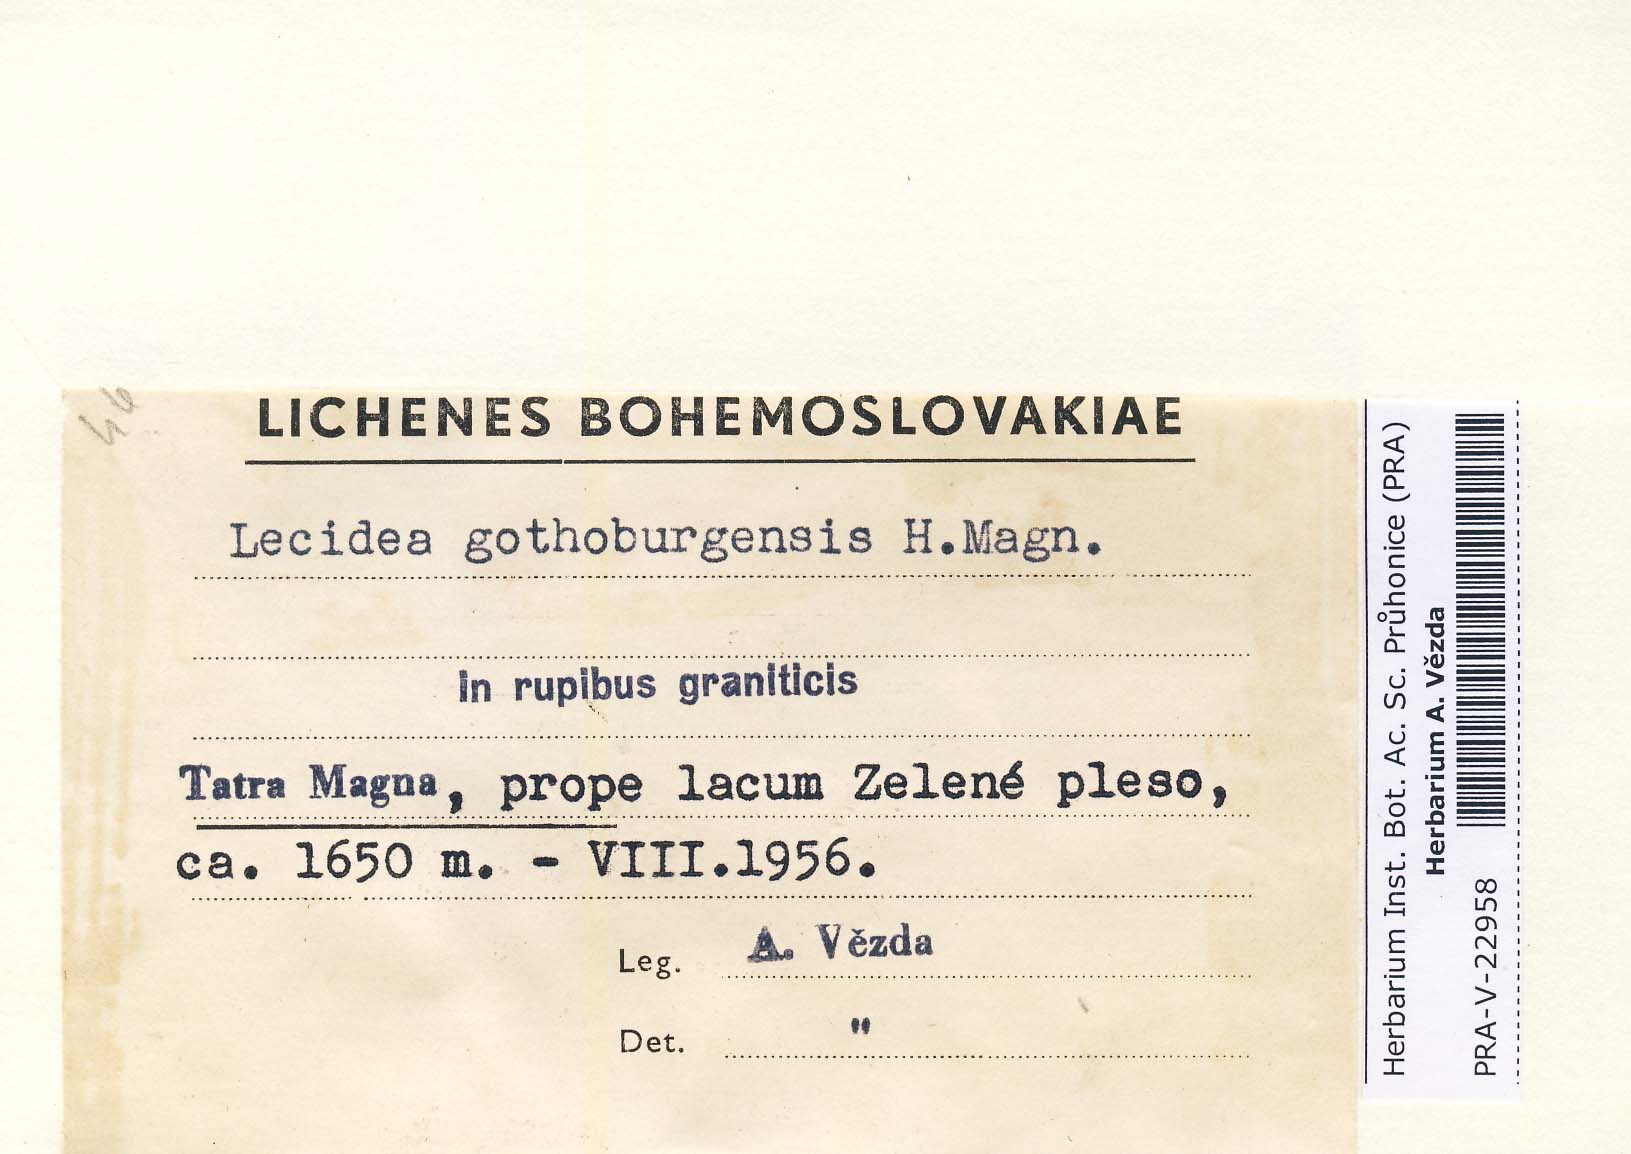 LICHENES BOHEMOSLOVAKIAE
Lecidea gothoburgensis H.Magn.
in rupibus graniticis
Tatra Magna, prope lacum Zelené pleso,
ca. 1650 m. - VIII.1956.
Leg. A. Vězda
Det. "
Herbarium Inst. Bot. Ac. Sc. Průhonice (PRA)
Herbarium A. Vězda
PRA-V-22958